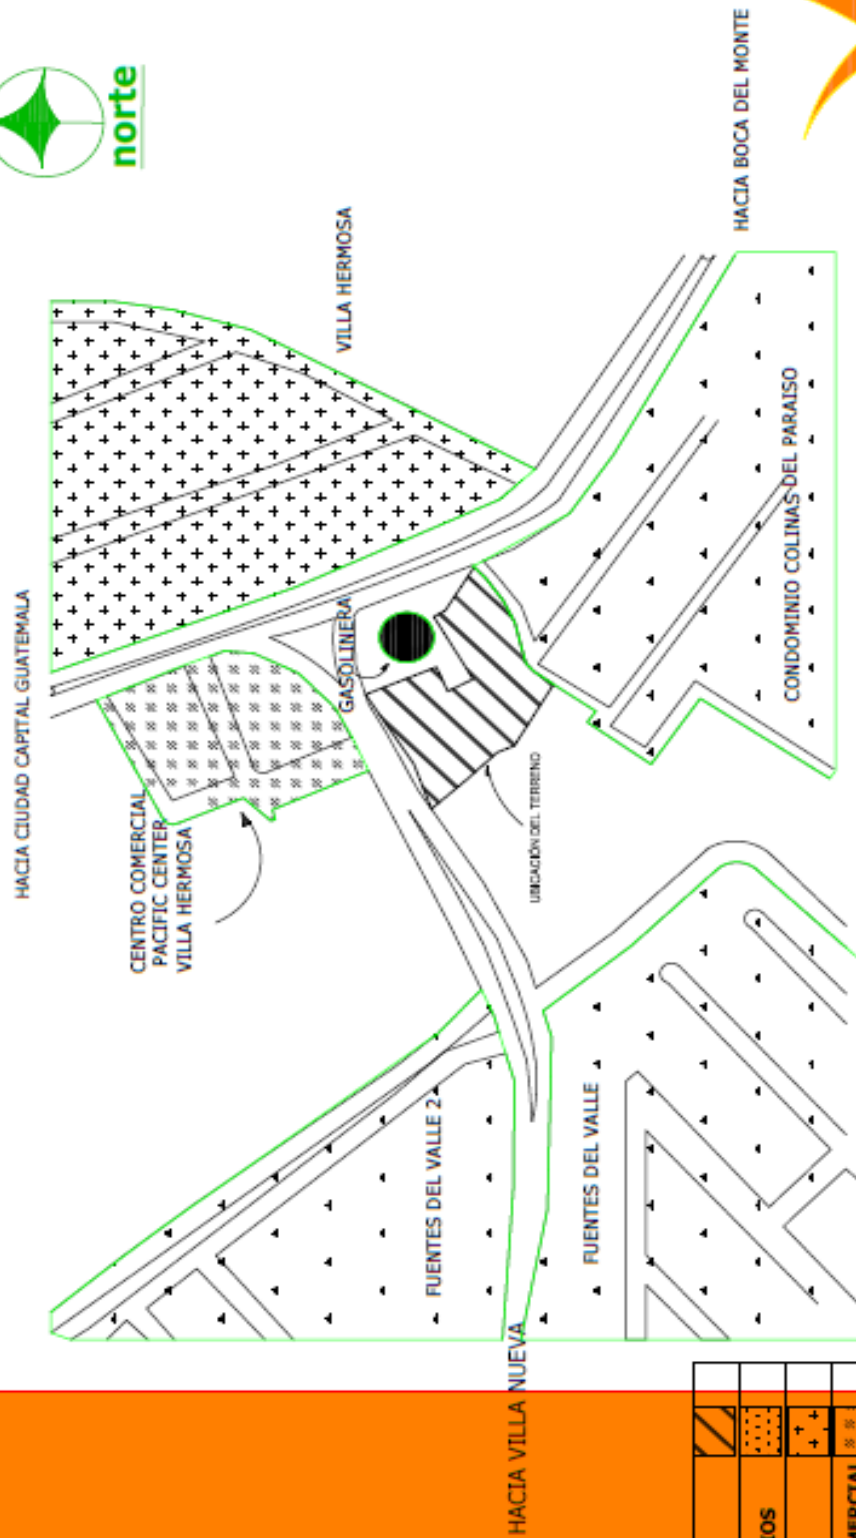 norte
HACIA CIUDAD CAPITAL GUATEMALA
VILLA HERMOSA
HACIA BOCA DEL MONTE
CENTRO COMERCIAL
PACIFIC CENTER
VILLA HERMOSA
GASOLINERA
UBICACIÓN DEL TERRENO
CONDOMINIO COLINAS DEL PARAISO
FUENTES DEL VALLE 2
FUENTES DEL VALLE
HACIA VILLA NUEVA